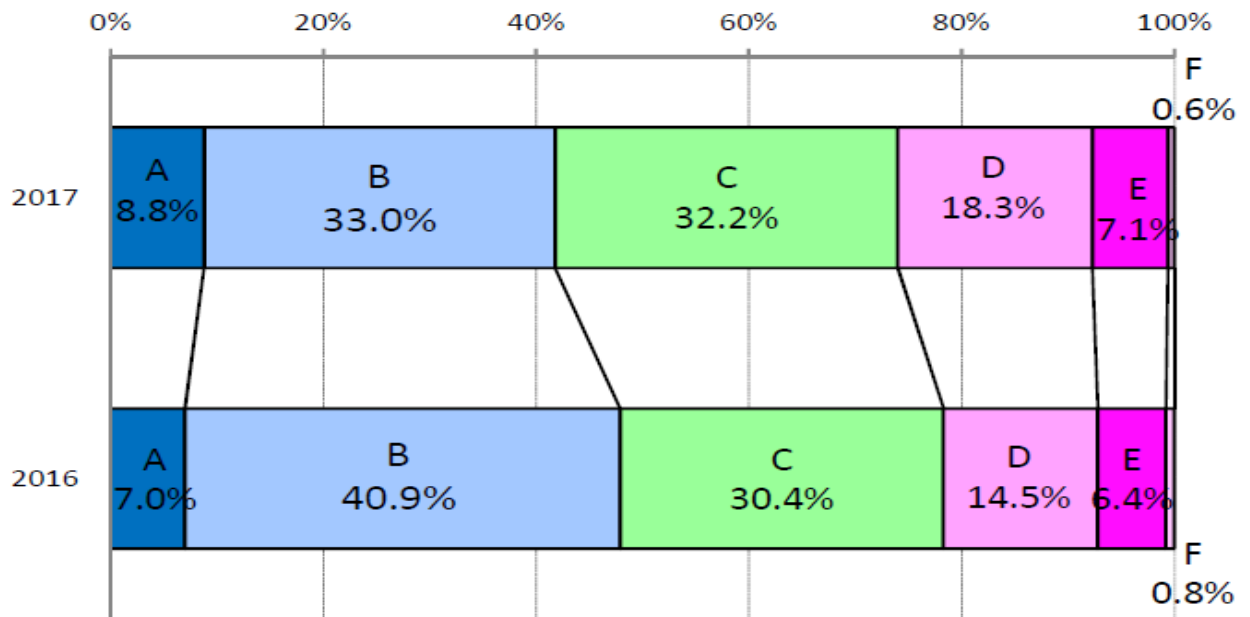 0% 20% 40% 60% 80% 100%
F
0.6%
2017
A
8.8%
B
33.0%
C
32.2%
D
18.3%
E
7.1%
2016
A
7.0%
B
40.9%
C
30.4%
D
14.5%
E
6.4%
F
0.8%